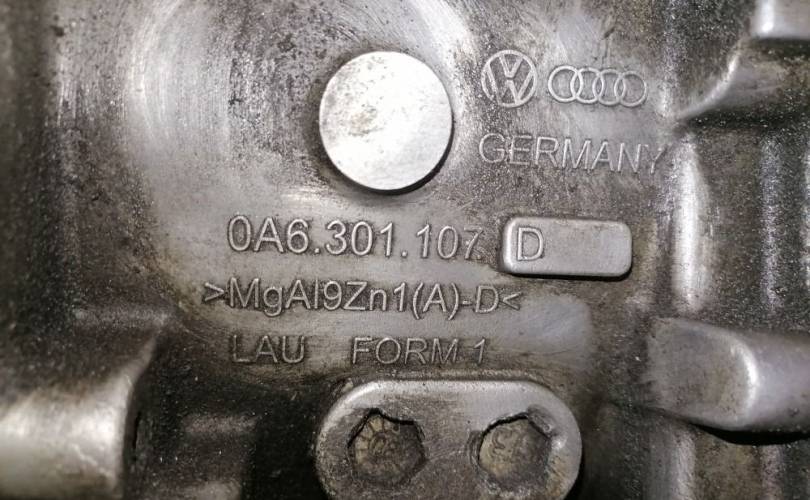 GERMANY
0A6.301.107 D
>MgAl9Zn1(A)-D<
LAU FORM 1